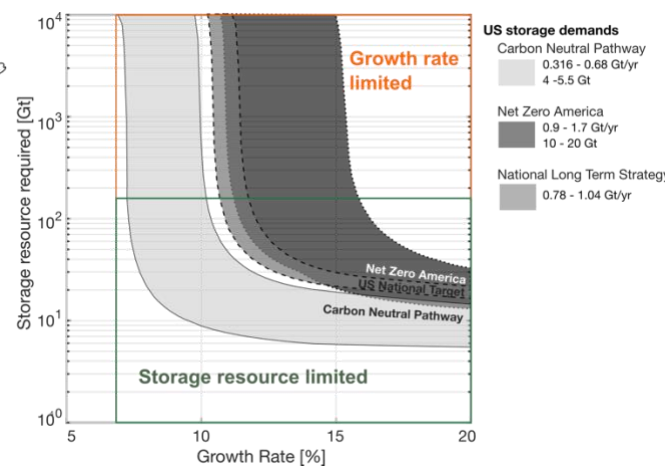 10⁴
10³
10²
10¹
10⁰
Storage resource required [Gt]
5
10
15
20
Growth Rate [%]
Growth rate
limited
Net Zero America
US National Target
Carbon Neutral Pathway
Storage resource limited
US storage demands
Carbon Neutral Pathway
0.316 - 0.68 Gt/yr
4 -5.5 Gt
Net Zero America
0.9 - 1.7 Gt/yr
10 - 20 Gt
National Long Term Strategy
0.78 - 1.04 Gt/yr